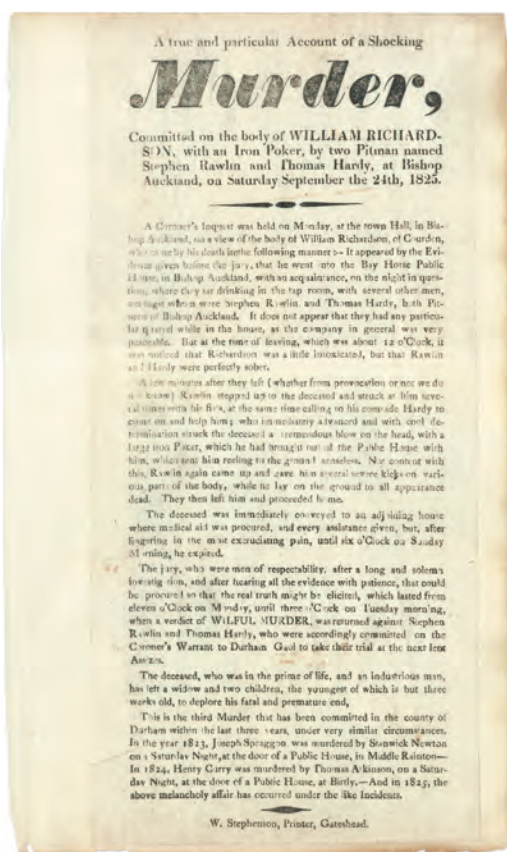 A true and particular Account of a Shocking
Murder,
Committed on the body of WILLIAM RICHARD-
SON, with an Iron Poker, by two Pitman named
Stephen Rawlin and Thomas Hardy, at Bishop
Auckland, on Saturday September the 24th, 1825.
A Coroner's Inquest was held on Monday, at the town Hall, in Bis-
hop Auckland, on a view of the body of William Richardson, of Courden,
who came by his death in the following manner :- It appeared by the Evi-
dence given before the jury, that he went into the Bay Horse Public
House, in Bishop Auckland, with an acquaintance, on the night in ques-
tion, where they sat drinking in the tap room, with several other men,
amongst whom were Stephen Rawlin, and Thomas Hardy, both Pit-
men of Bishop Auckland. It does not appear that they had any particu-
lar quarrel while in the house, as the company in general was very
peaceable. But at the time of leaving, which was about 12 o'Clock, it
was noticed that Richardson was a little intoxicated, but that Rawlin
and Hardy were perfectly sober.
A few minutes after they left (whether from provocation or not we do
not know) Rawlin stepped up to the deceased and struck at him seve-
ral times with his fists, at the same time calling to his comrade Hardy to
come on and help him; who immediately advanced and with cool de-
termination struck the deceased a tremendous blow on the head, with a
large iron Poker, which he had brought out of the Public House with
him, which sent him reeling to the ground senseless. Not content with
this, Rawlin again came up and gave him several severe kicks on vari-
ous parts of the body, while he lay on the ground to all appearance
dead. They then left him and proceeded home.
The deceased was immediately conveyed to an adjoining house
where medical aid was procured, and every assistance given, but, after
lingering in the most excruciating pain, until six o'Clock on Sunday
Morning, he expired.
The jury, who were men of respectability, after a long and solemn
investigation, and after hearing all the evidence with patience, that could
be procured so that the real truth might be elicited, which lasted from
eleven o'Clock on Monday, until three o'Clock on Tuesday morning,
when a verdict of WILFUL MURDER, was returned against Stephen
Rawlin and Thomas Hardy, who were accordingly committed on the
Coroner's Warrant to Durham Gaol to take their trial at the next lent
Assizes.
The deceased, who was in the prime of life, and an industrious man,
has left a widow and two children, the youngest of which is but three
weeks old, to deplore his fatal and premature end,
This is the third Murder that has been committed in the county of
Durham within the last three years, under very similar circumstances.
In the year 1823, Joseph Spraggon was murdered by Stanwick Newton
on a Saturday Night, at the door of a Public House, in Middle Rainton—
In 1824, Henry Curry was murdered by Thomas Atkinson, on a Satur-
day Night, at the door of a Public House, at Birtly.—And in 1825, the
above melancholy affair has occurred under the like Incidents.
W. Stephenson, Printer, Gateshead.